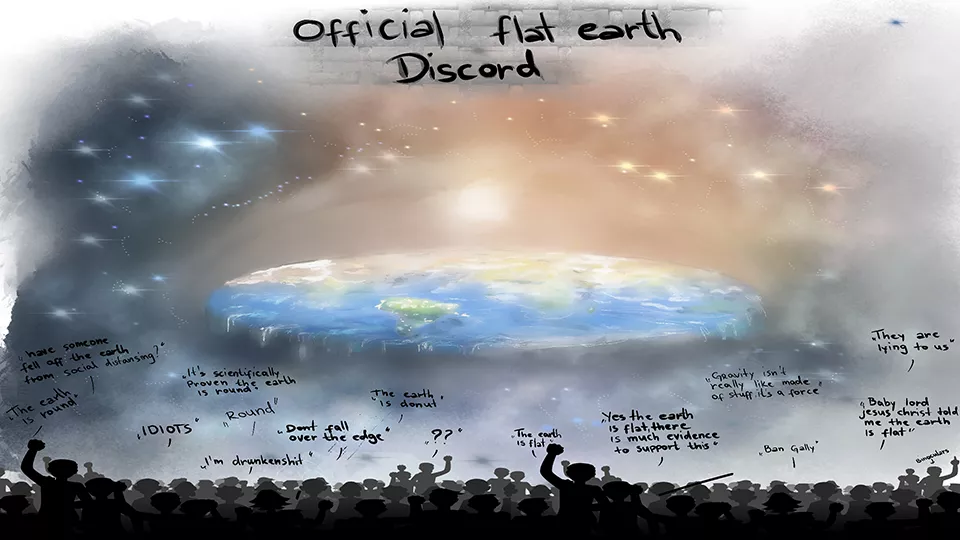 Official flat earth
Discord
"have someone
fell off the earth
from social distansing?"
They are
lying to us"
"It's scientifically
Proven the earth
is round"
"Gravity isn't
really like made
of stuff its a force"
"The earth
is round"
"The earth
is donut"
"Round"
"Baby lord
jesus christ told
me the earth
is flat"
"IDIOTS"
"Dont fall
over the edge"
"??"
"The earth
is flat"
"Yes the earth
is flat, there
is much evidence
to support this"
"Ban Gally"
"I'm drunkenshit"
Binoculars